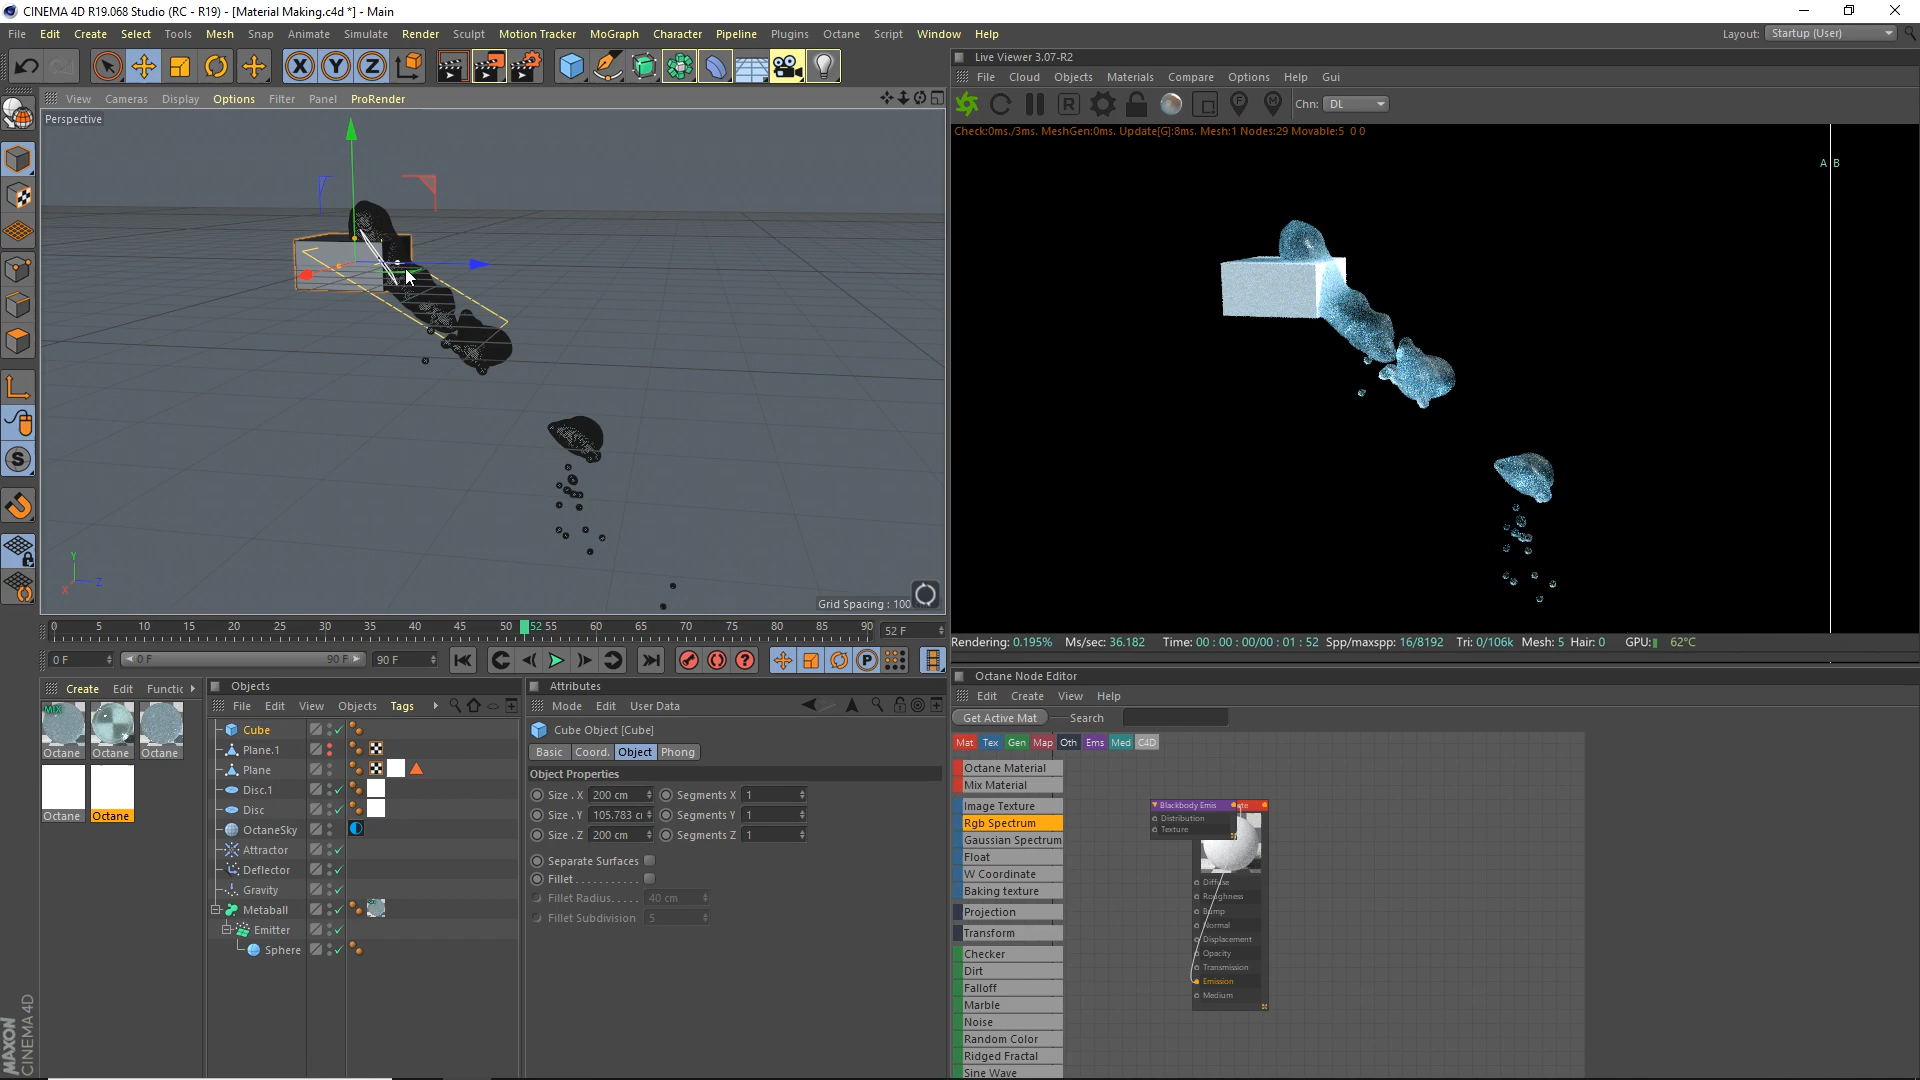 CINEMA 4D R19.068 Studio (RC - R19) - [Material Making.c4d *] - Main
File Edit Create Select Tools Mesh Snap Animate Simulate Render Sculpt Motion Tracker MoGraph Character Pipeline Plugins Octane Script Window Help
Layout: Startup (User)
Live Viewer 3.07-R2
File Cloud Objects Materials Compare Options Help Gui
Chn: DL
Check:0ms./3ms. MeshGen:0ms. Update[G]:8ms. Mesh:1 Nodes:29 Movable:5 0 0
A B
View Cameras Display Options Filter Panel ProRender
Perspective
Y
X
Z
Grid Spacing : 100
Rendering: 0.195% Ms/sec: 36.182 Time: 00 : 00 : 00/00 : 01 : 52 Spp/maxspp: 16/8192 Tri: 0/106k Mesh: 5 Hair: 0 GPU: 62°C
0 5 10 15 20 25 30 35 40 45 50 52 55 60 65 70 75 80 85 90
52 F
0 F
0 F
90 F
90 F
Create Edit Functic
MIX
Octane
Octane
Octane
Octane
Octane
Objects
File Edit View Objects Tags
Cube
Plane.1
Plane
Disc.1
Disc
OctaneSky
Attractor
Deflector
Gravity
Metaball
Emitter
Sphere
Attributes
Mode Edit User Data
Cube Object [Cube]
Basic Coord. Object Phong
Object Properties
Size . X 200 cm Segments X 1
Size . Y 105.783 c Segments Y 1
Size . Z 200 cm Segments Z 1
Separate Surfaces
Fillet. . . . . . . . . . .
Fillet Radius. . . . . 40 cm
Fillet Subdivision 5
Octane Node Editor
Edit Create View Help
Get Active Mat Search
Mat Tex Gen Map Oth Ems Med C4D
Octane Material
Mix Material
Image Texture
Rgb Spectrum
Gaussian Spectrum
Float
W Coordinate
Baking texture
Projection
Transform
Checker
Dirt
Falloff
Marble
Noise
Random Color
Ridged Fractal
Sine Wave
Blackbody Emis
Distribution
Texture
Diffuse
Roughness
Bump
Normal
Displacement
Opacity
Transmission
Emission
Medium
MAXON
CINEMA 4D